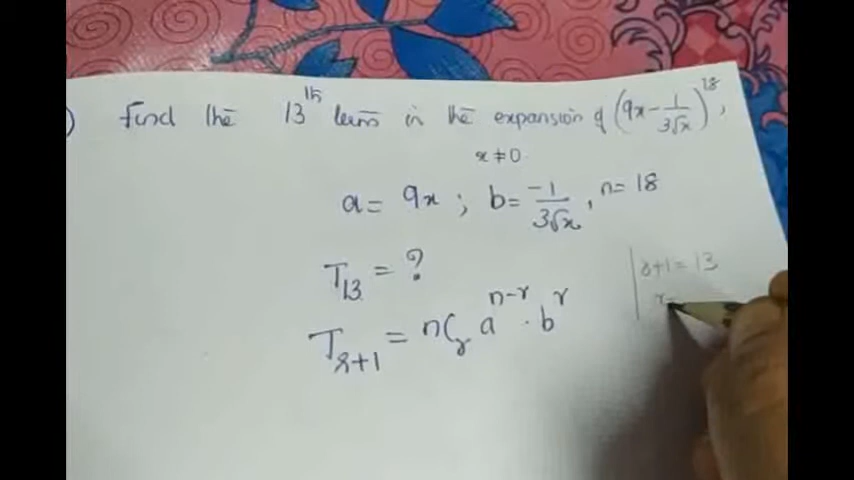 ) Find the 13th term in the expansion of (9x - 1/3√x)^18,
x ≠ 0.
a = 9x ; b = -1/3√x , n = 18
T13 = ?
r+1 = 13
r=
Tr+1 = nCr a^n-r . b^r